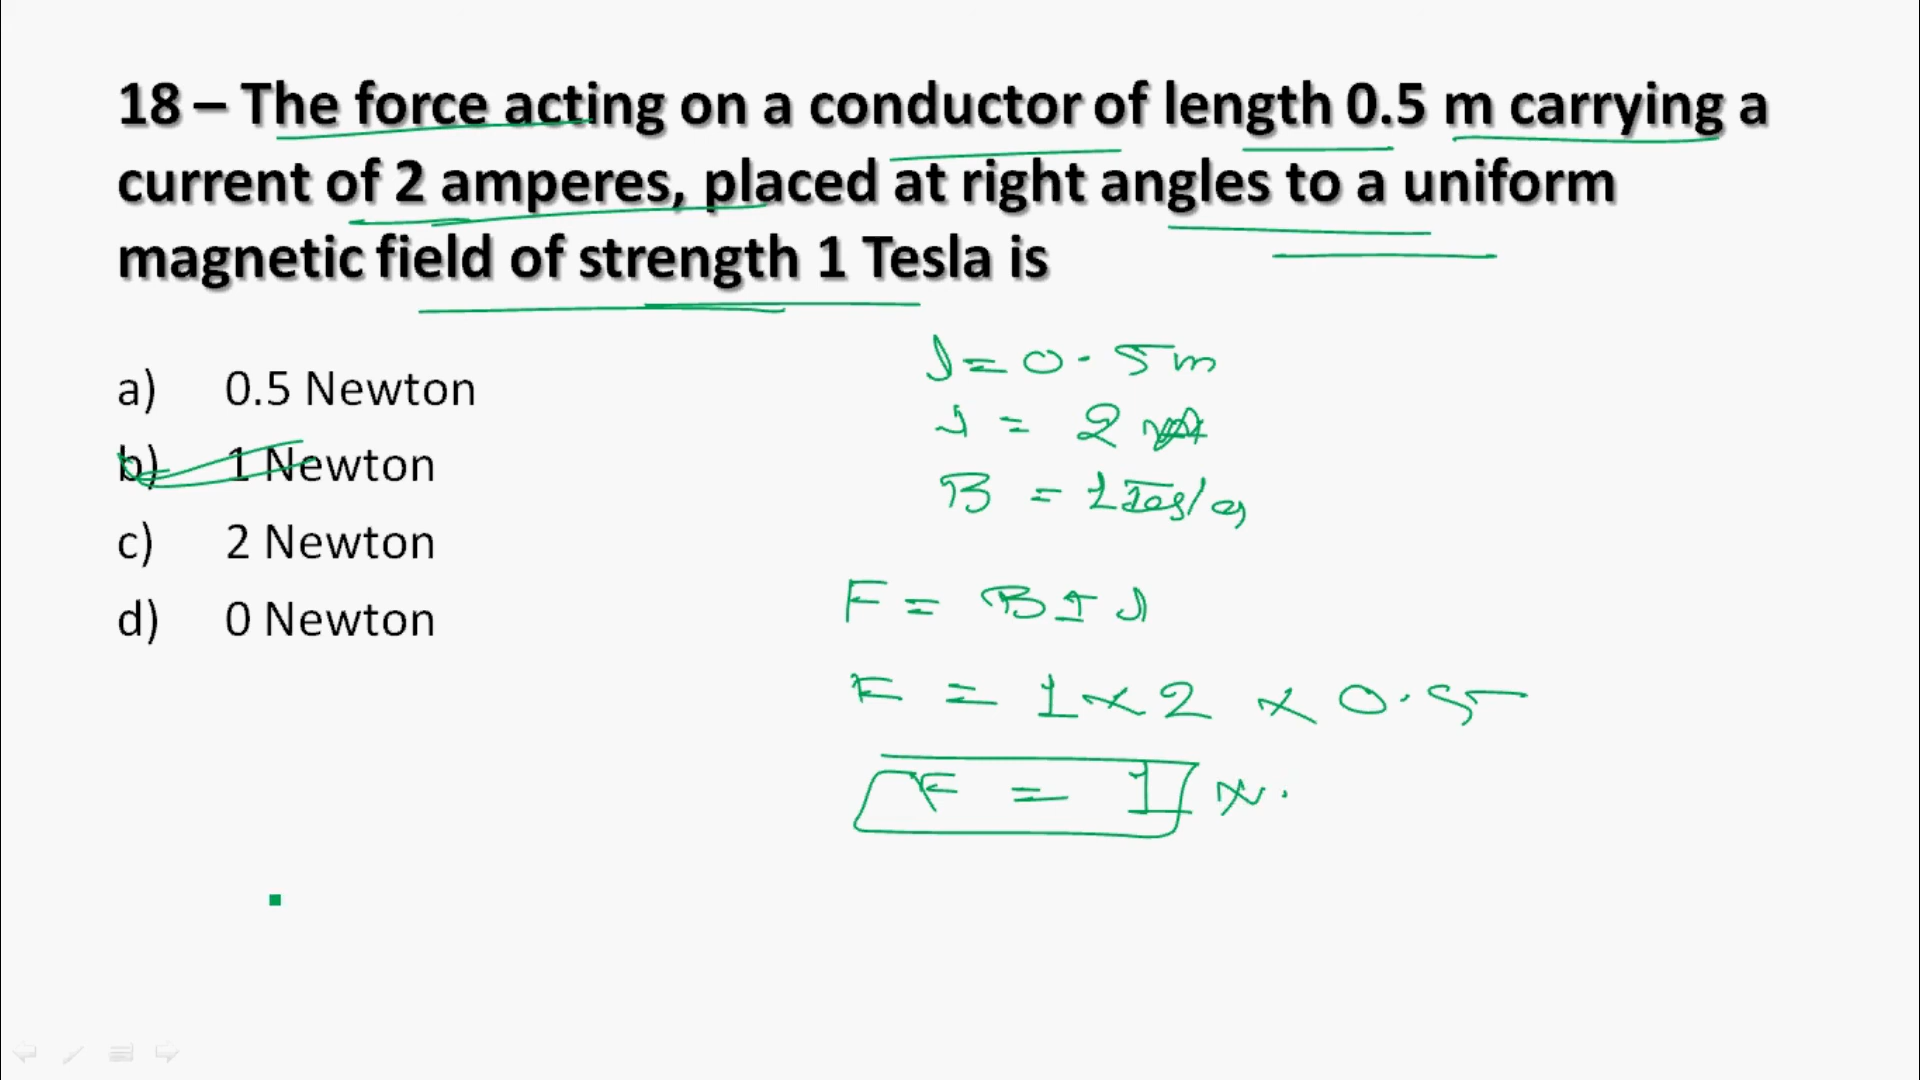 18 – The force acting on a conductor of length 0.5 m carrying a
current of 2 amperes, placed at right angles to a uniform
magnetic field of strength 1 Tesla is
a) 0.5 Newton
b) 1 Newton
c) 2 Newton
d) 0 Newton
l = 0.5 m
I = 2
B = 1 Tesla
F = B I l
F = 1 × 2 × 0.5
F = 1 N.